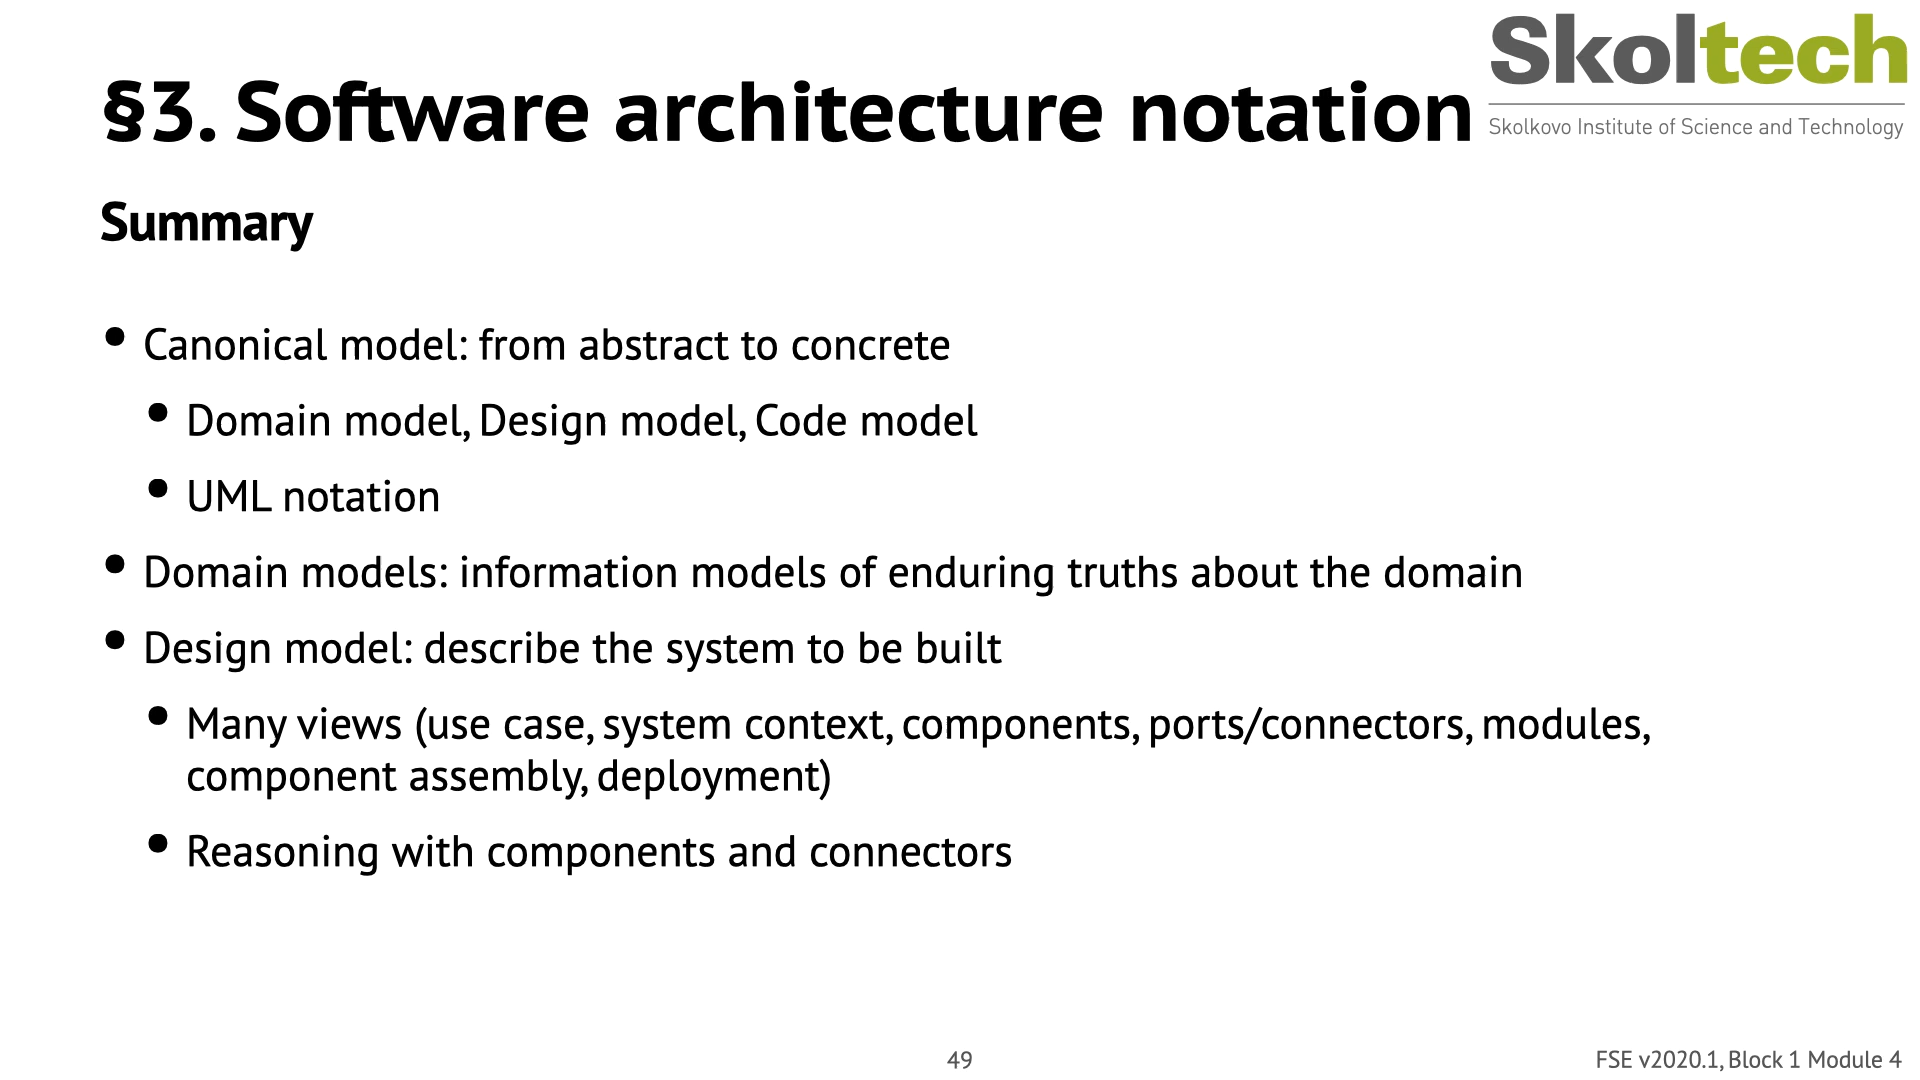 Skoltech
§3. Software architecture notation
Skolkovo Institute of Science and Technology
Summary
• Canonical model: from abstract to concrete
• Domain model, Design model, Code model
• UML notation
• Domain models: information models of enduring truths about the domain
• Design model: describe the system to be built
• Many views (use case, system context, components, ports/connectors, modules,
component assembly, deployment)
• Reasoning with components and connectors
49
FSE v2020.1, Block 1 Module 4